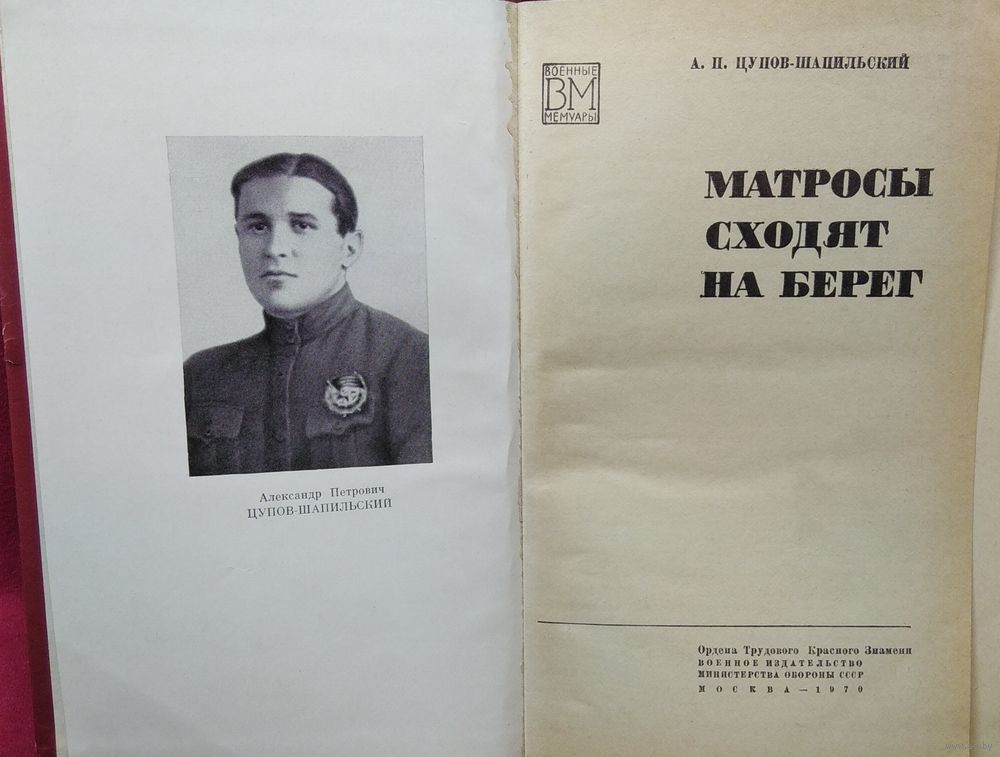 Александр Петрович
ЦУПОВ-ШАПИЛЬСКИЙ
ВОЕННЫЕ
ВМ
МЕМУАРЫ
А. П. ЦУПОВ-ШАПИЛЬСКИЙ
МАТРОСЫ
СХОДЯТ
НА БЕРЕГ
Ордена Трудового Красного Знамени
ВОЕННОЕ ИЗДАТЕЛЬСТВО
МИНИСТЕРСТВА ОБОРОНЫ СССР
МОСКВА — 1970